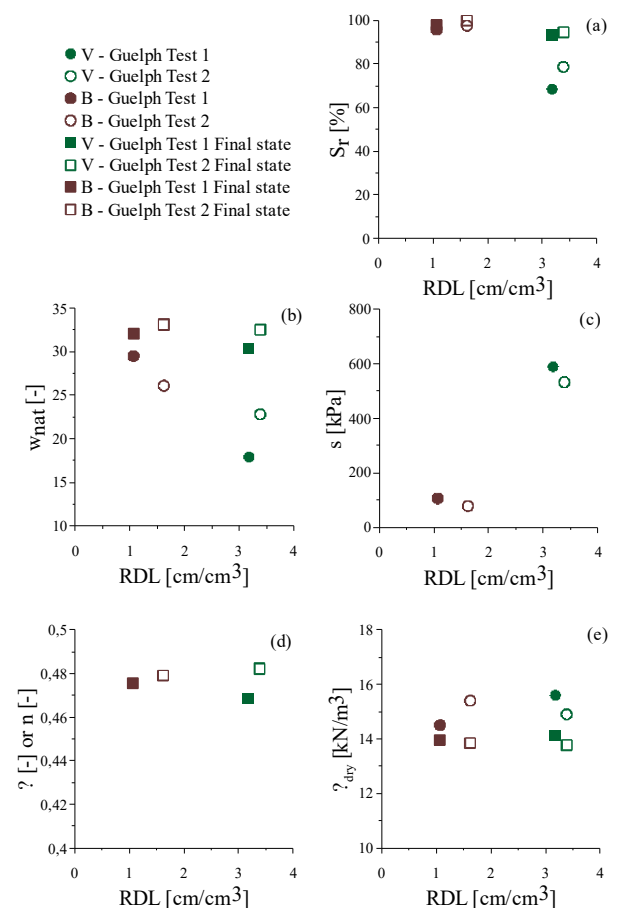 V - Guelph Test 1
V - Guelph Test 2
B - Guelph Test 1
B - Guelph Test 2
V - Guelph Test 1 Final state
V - Guelph Test 2 Final state
B - Guelph Test 1 Final state
B - Guelph Test 2 Final state
(a)
Sr [%]
100
80
60
40
20
0
0 1 2 3 4
RDL [cm/cm3]
(b)
wnat [-]
35
30
25
20
15
10
0 1 2 3 4
RDL [cm/cm3]
(c)
s [kPa]
800
600
400
200
0
0 1 2 3 4
RDL [cm/cm3]
(d)
? [-] or n [-]
0,5
0,48
0,46
0,44
0,42
0,4
0 1 2 3 4
RDL [cm/cm3]
(e)
?dry [kN/m3]
18
16
14
12
10
0 1 2 3 4
RDL [cm/cm3]